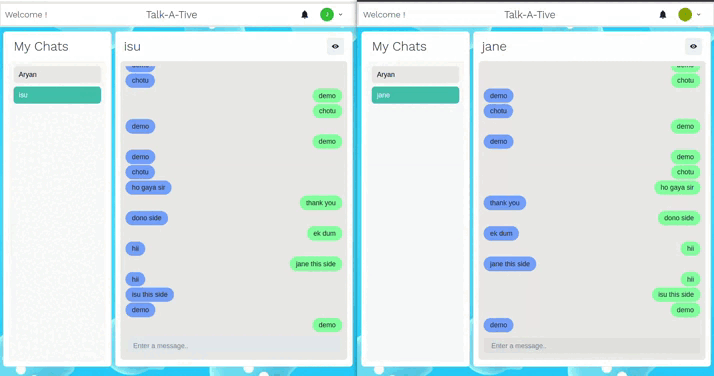 Welcome !
Talk-A-Tive
J
My Chats
Aryan
isu
isu
demo
chotu
demo
chotu
demo
demo
demo
chotu
ho gaya sir
thank you
dono side
ek dum
hii
jane this side
hii
isu this side
demo
demo
Enter a message..
Welcome !
Talk-A-Tive
My Chats
Aryan
jane
jane
demo
chotu
demo
chotu
demo
demo
demo
chotu
ho gaya sir
thank you
dono side
ek dum
hii
jane this side
hii
isu this side
demo
demo
Enter a message..